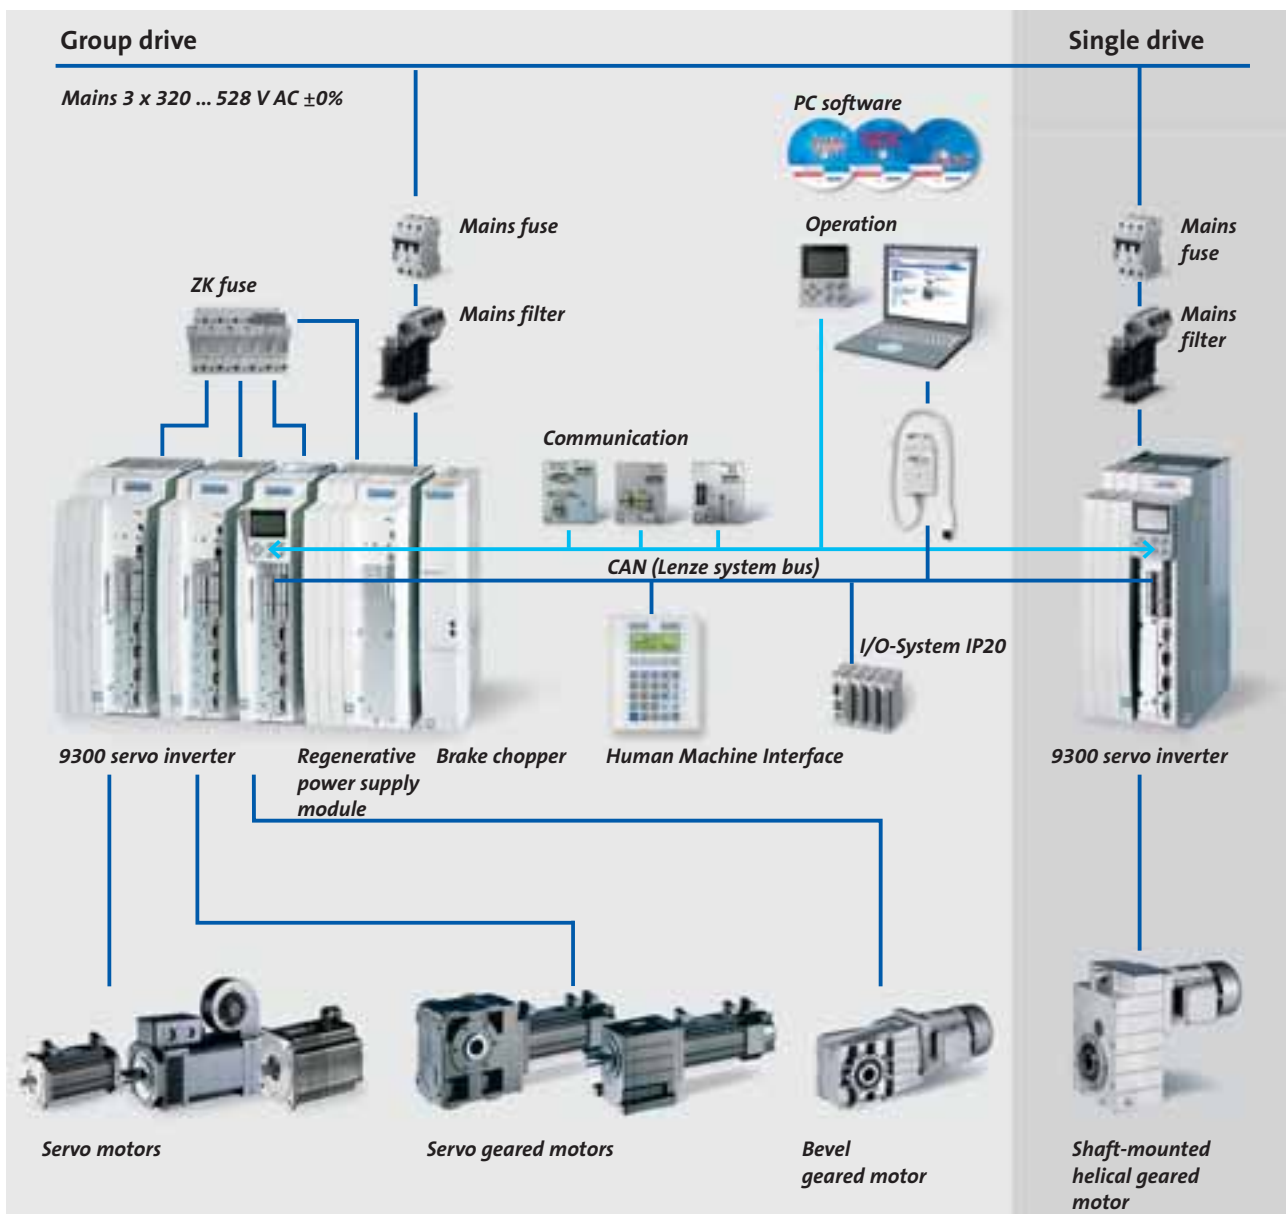 Group drive
Single drive
Mains 3 x 320 ... 528 V AC ±0%
PC software
Mains fuse
Operation
Mains
fuse
ZK fuse
Mains filter
Mains
filter
Communication
CAN (Lenze system bus)
I/O-System IP20
9300 servo inverter
Regenerative
power supply
module
Brake chopper
Human Machine Interface
9300 servo inverter
Servo motors
Servo geared motors
Bevel
geared motor
Shaft-mounted
helical geared
motor